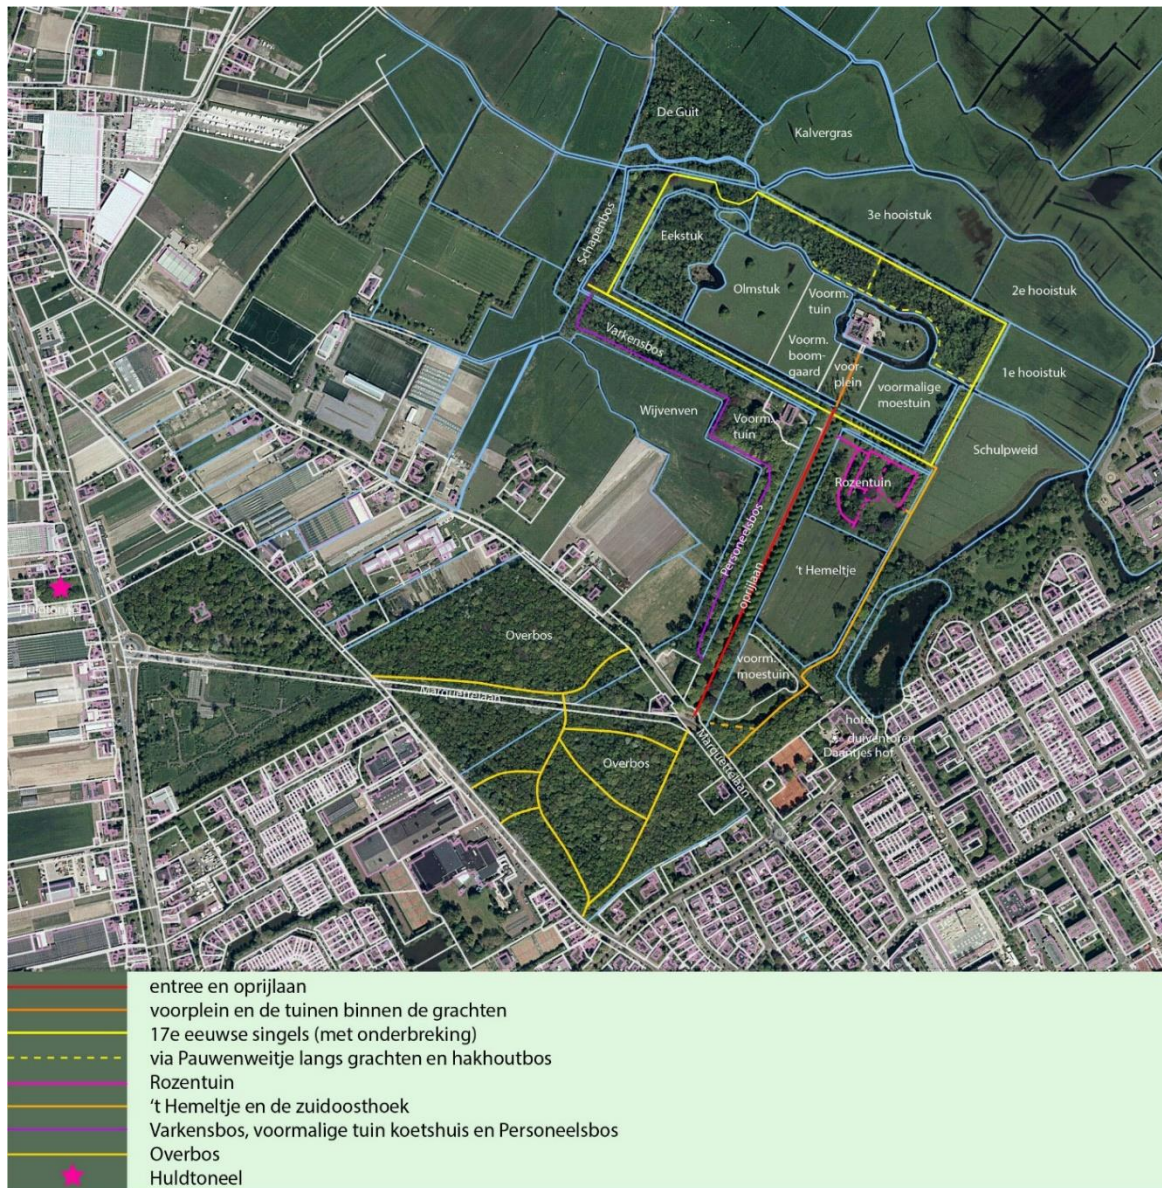 De Guit
Kalvergras
Schapenbos
3e hooistuk
Eekstuk
2e hooistuk
Olmstuk
Voorm.
tuin
Varkensbos
Voorm.
boom-
gaard
voor-
plein
1e hooistuk
voormalige
moestuin
Wijvenven
Voorm.
tuin
Schulpweid
Rozentuin
Personeelsbos
oprijlaan
't Hemeltje
Huldtoneel
Overbos
voorm.
moestuin
Marquettelaan
hotel
duiventoren
Daantjes hof
Marquettelaan
Overbos
entree en oprijlaan
voorplein en de tuinen binnen de grachten
17e eeuwse singels (met onderbreking)
via Pauwenweitje langs grachten en hakhoutbos
Rozentuin
't Hemeltje en de zuidoosthoek
Varkensbos, voormalige tuin koetshuis en Personeelsbos
Overbos
Huldtoneel